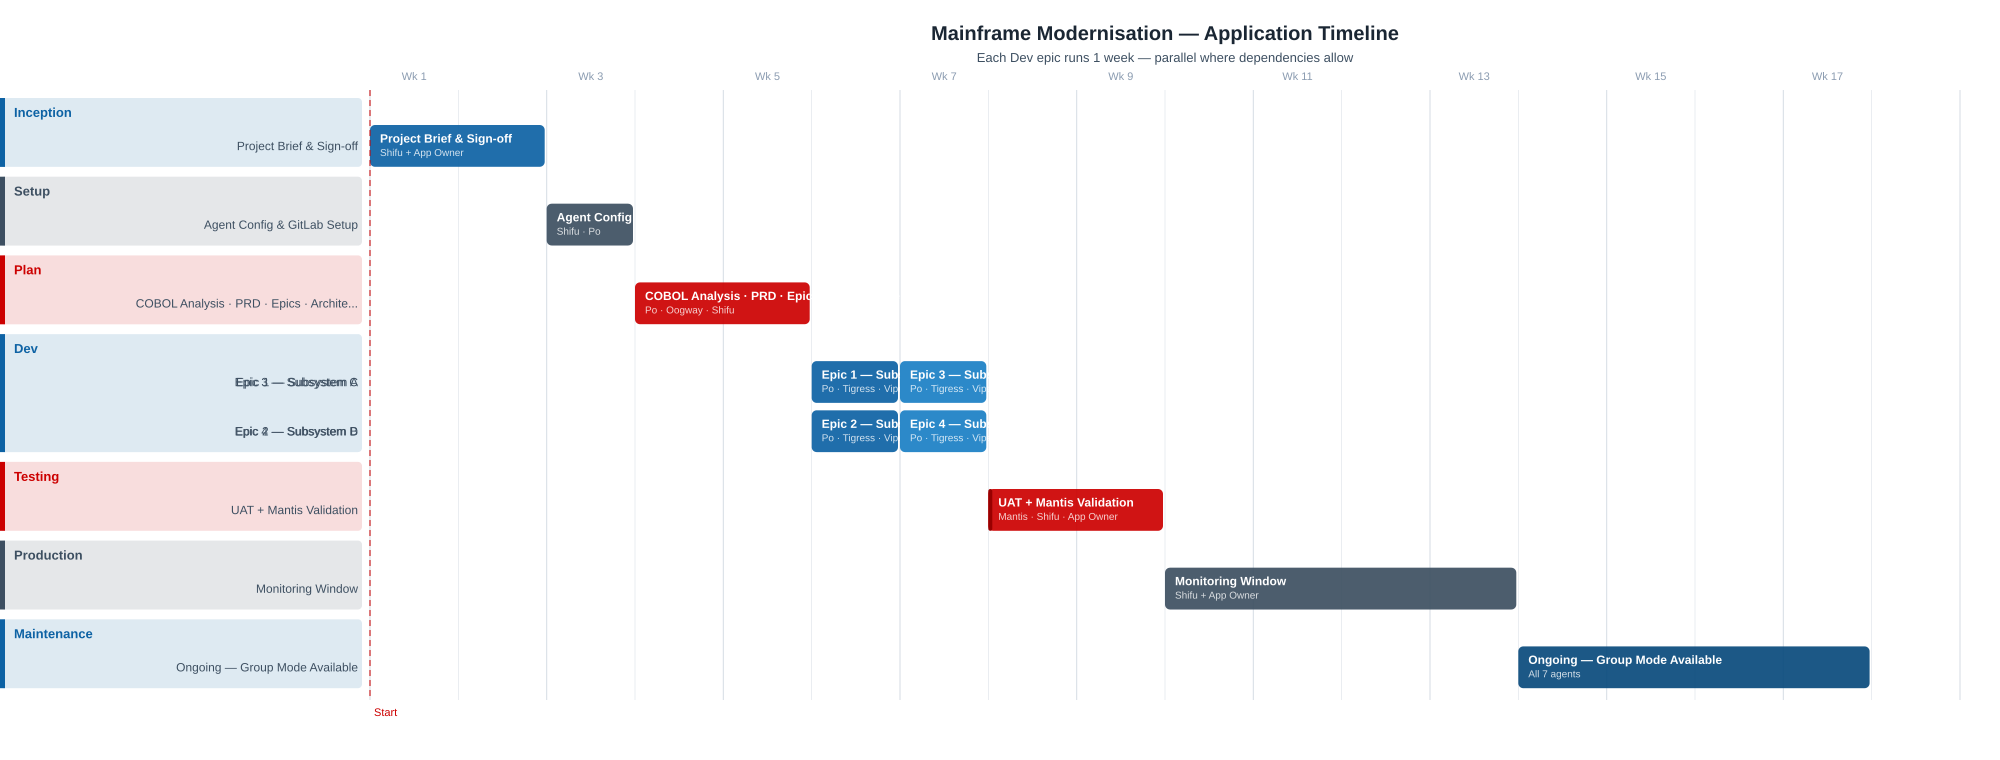 Mainframe Modernisation — Application Timeline
Each Dev epic runs 1 week — parallel where dependencies allow
Wk 1 Wk 3 Wk 5 Wk 7 Wk 9 Wk 11 Wk 13 Wk 15 Wk 17
Inception
Project Brief & Sign-off
Project Brief & Sign-off
Shifu + App Owner
Setup
Agent Config & GitLab Setup
Agent Config
Shifu · Po
Plan
COBOL Analysis · PRD · Epics · Archite...
COBOL Analysis · PRD · Epic
Po · Oogway · Shifu
Dev
Epic — Subsystem
Epic 1 — Sub
Po · Tigress · Vip
Epic 3 — Sub
Po · Tigress · Vip
Epic — Subsystem
Epic 2 — Sub
Po · Tigress · Vip
Epic 4 — Sub
Po · Tigress · Vip
Testing
UAT + Mantis Validation
UAT + Mantis Validation
Mantis · Shifu · App Owner
Production
Monitoring Window
Monitoring Window
Shifu + App Owner
Maintenance
Ongoing — Group Mode Available
Ongoing — Group Mode Available
All 7 agents
Start